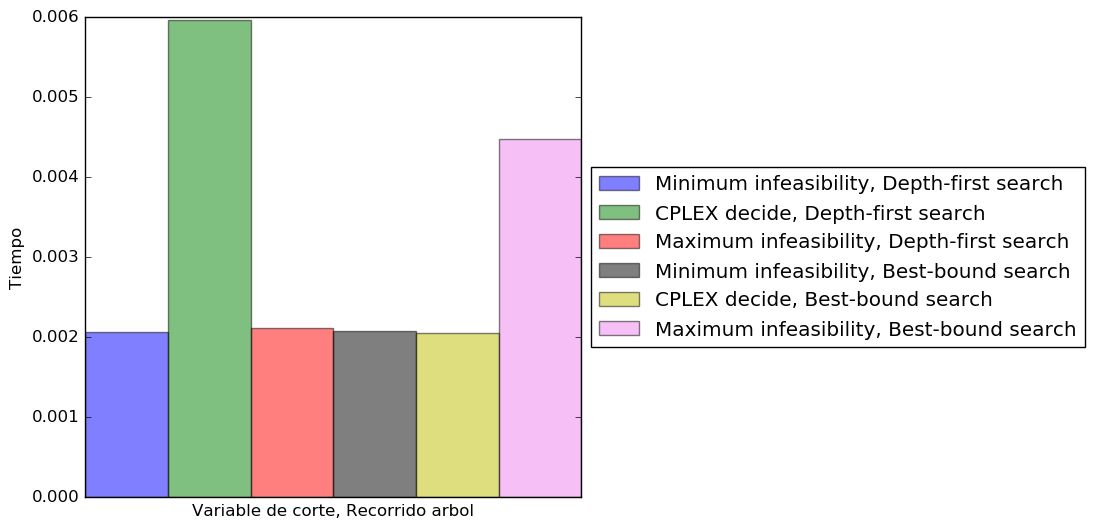 0.006
0.005
0.004
0.003
0.002
0.001
0.000
Tiempo
Variable de corte, Recorrido arbol
Minimum infeasibility, Depth-first search
CPLEX decide, Depth-first search
Maximum infeasibility, Depth-first search
Minimum infeasibility, Best-bound search
CPLEX decide, Best-bound search
Maximum infeasibility, Best-bound search